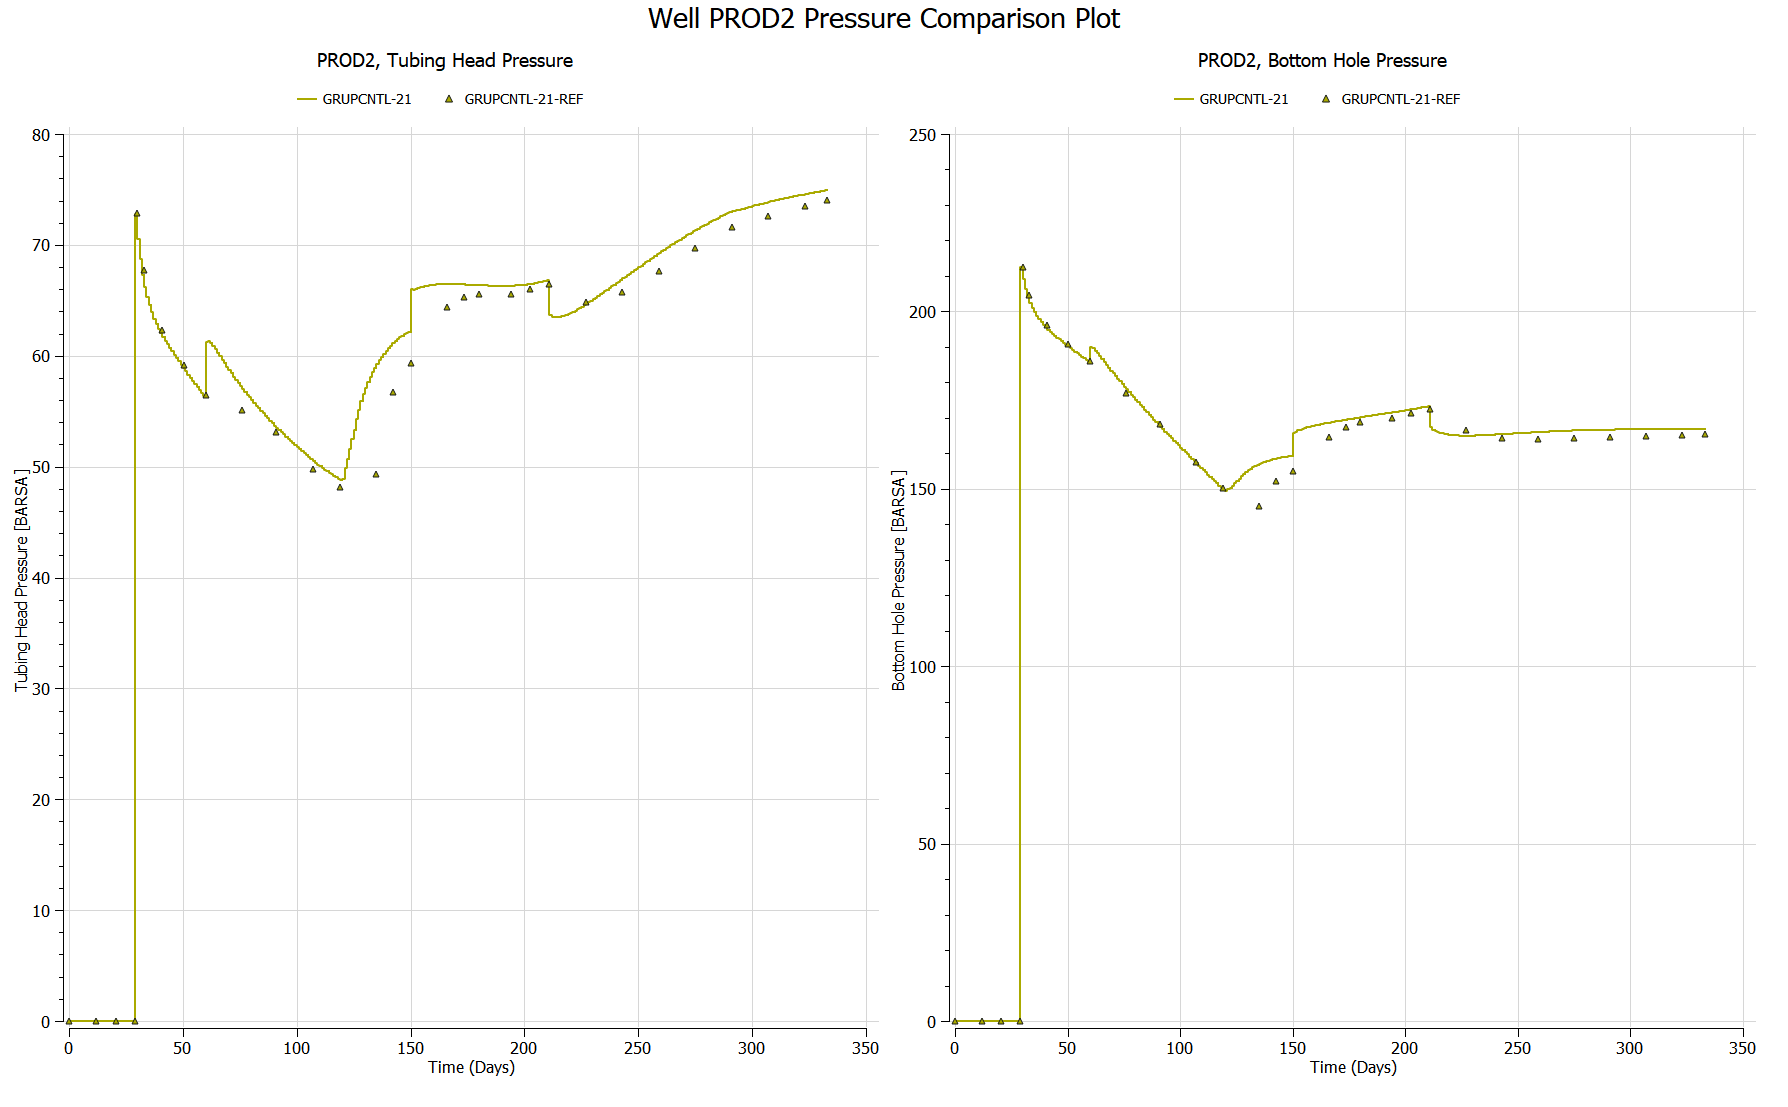 Well PROD2 Pressure Comparison Plot
PROD2, Tubing Head Pressure
GRUPCNTL-21 GRUPCNTL-21-REF
80
70
60
50
40
30
20
10
0
Tubing Head Pressure [BARSA]
0 50 100 150 200 250 300 350
Time (Days)
PROD2, Bottom Hole Pressure
GRUPCNTL-21 GRUPCNTL-21-REF
250
200
150
100
50
0
Bottom Hole Pressure [BARSA]
0 50 100 150 200 250 300 350
Time (Days)